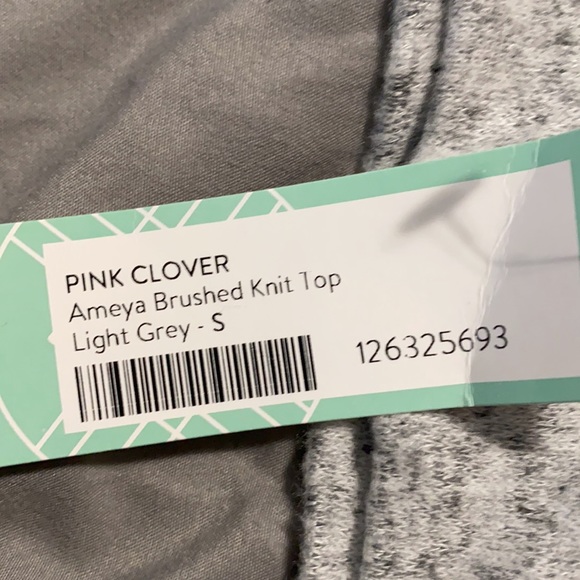 PINK CLOVER
Ameya Brushed Knit Top
Light Grey - S
126325693